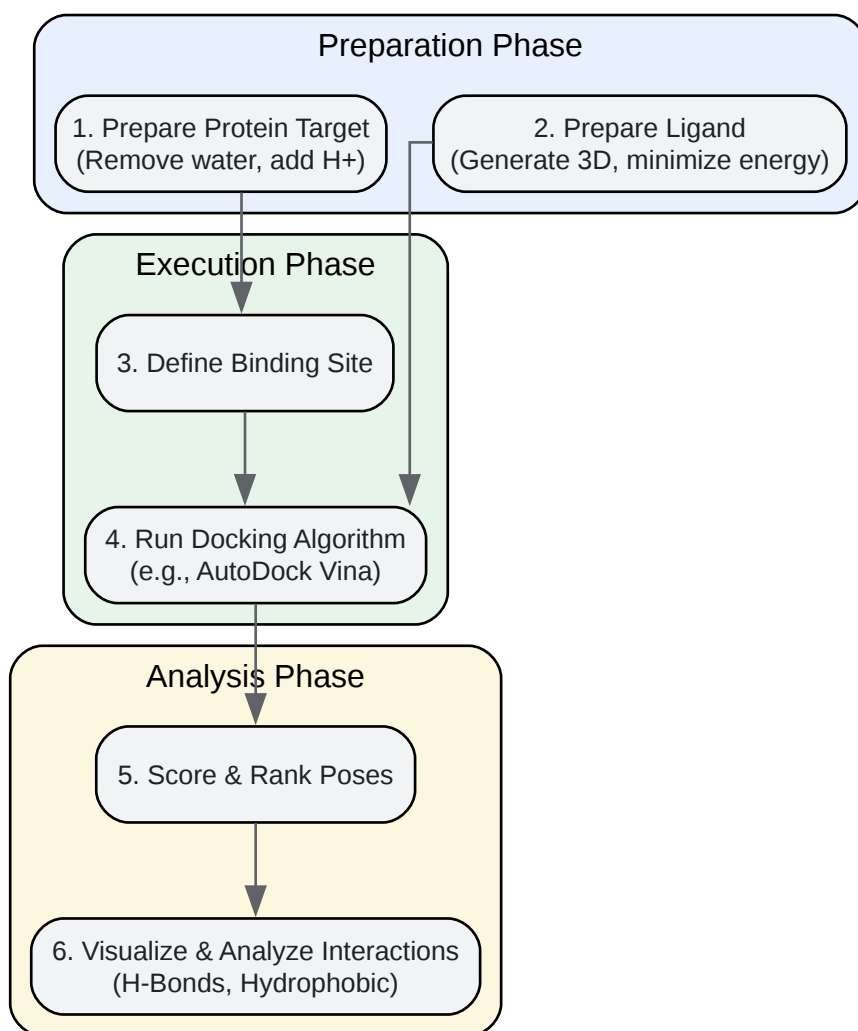 Preparation Phase
1. Prepare Protein Target
(Remove water, add H+)
2. Prepare Ligand
(Generate 3D, minimize energy)
Execution Phase
3. Define Binding Site
4. Run Docking Algorithm
(e.g., AutoDock Vina)
Analysis Phase
5. Score & Rank Poses
6. Visualize & Analyze Interactions
(H-Bonds, Hydrophobic)